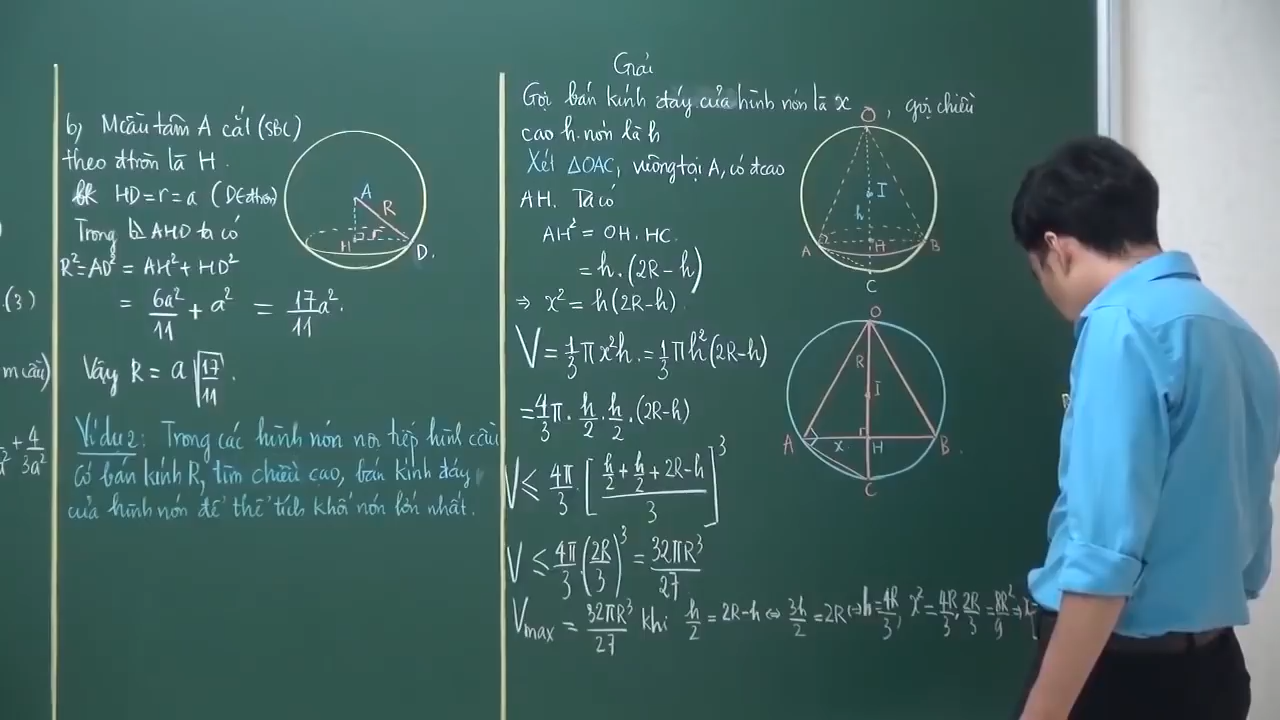 .(3)
m cầu)
+ 4/3a²
b) Mcầu tâm A cắt (SBC)
theo đtròn là H.
bk HD = r = a (D∈ đtròn)
Trong ⊿ AHD ta có
R² = AD² = AH² + HD²
= 6a²/11 + a² = 17a²/11.
Vậy R = a√(17/11).
Ví dụ 2: Trong các hình nón nội tiếp hình cầu
có bán kính R, tìm chiều cao, bán kính đáy
của hình nón để thể tích khối nón lớn nhất.
A
R
H
r
D.
Giải
Gọi bán kính đáy của hình nón là x, gọi chiều
cao h.nón là h
Xét △OAC, vuông tại A, có đcao
AH. Ta có
AH² = OH. HC.
= h.(2R-h)
⇒ x² = h(2R-h).
V = 1/3 πx²h. = 1/3 πh²(2R-h)
= 4/3 π. h/2 . h/2 .(2R-h)
V ≤ 4π/3 . [(h/2 + h/2 + 2R-h)/3]³
V ≤ 4π/3 (2R/3)³ = 32πR³/27
Vmax = 32πR³/27 khi h/2 = 2R-h ⇔ 3h/2 = 2R ⇔ h = 4R/3, x² = 4R/3 . 2R/3 = 8R²/9 ⇒
O
I
h
A
H
B
C
O
R
I
A
x
H
B.
C